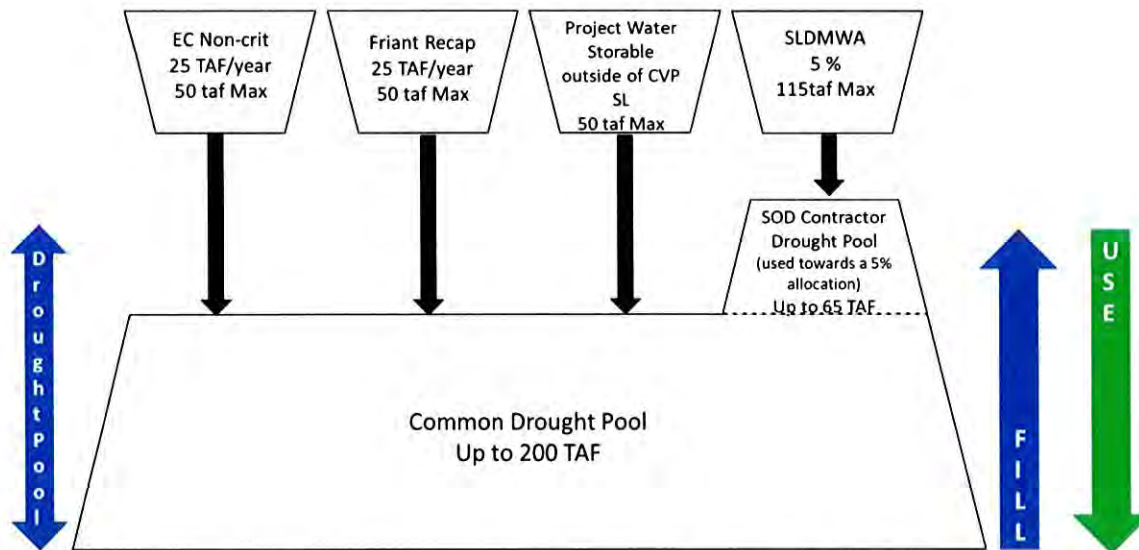 EC Non-crit
25 TAF/year
50 taf Max
Friant Recap
25 TAF/year
50 taf Max
Project Water
Storable
outside of CVP
SL
50 taf Max
SLDMWA
5 %
115taf Max
SOD Contractor
Drought Pool
(used towards a 5%
allocation)
Up to 65 TAF
Common Drought Pool
Up to 200 TAF
DroughtPool
FILL
USE